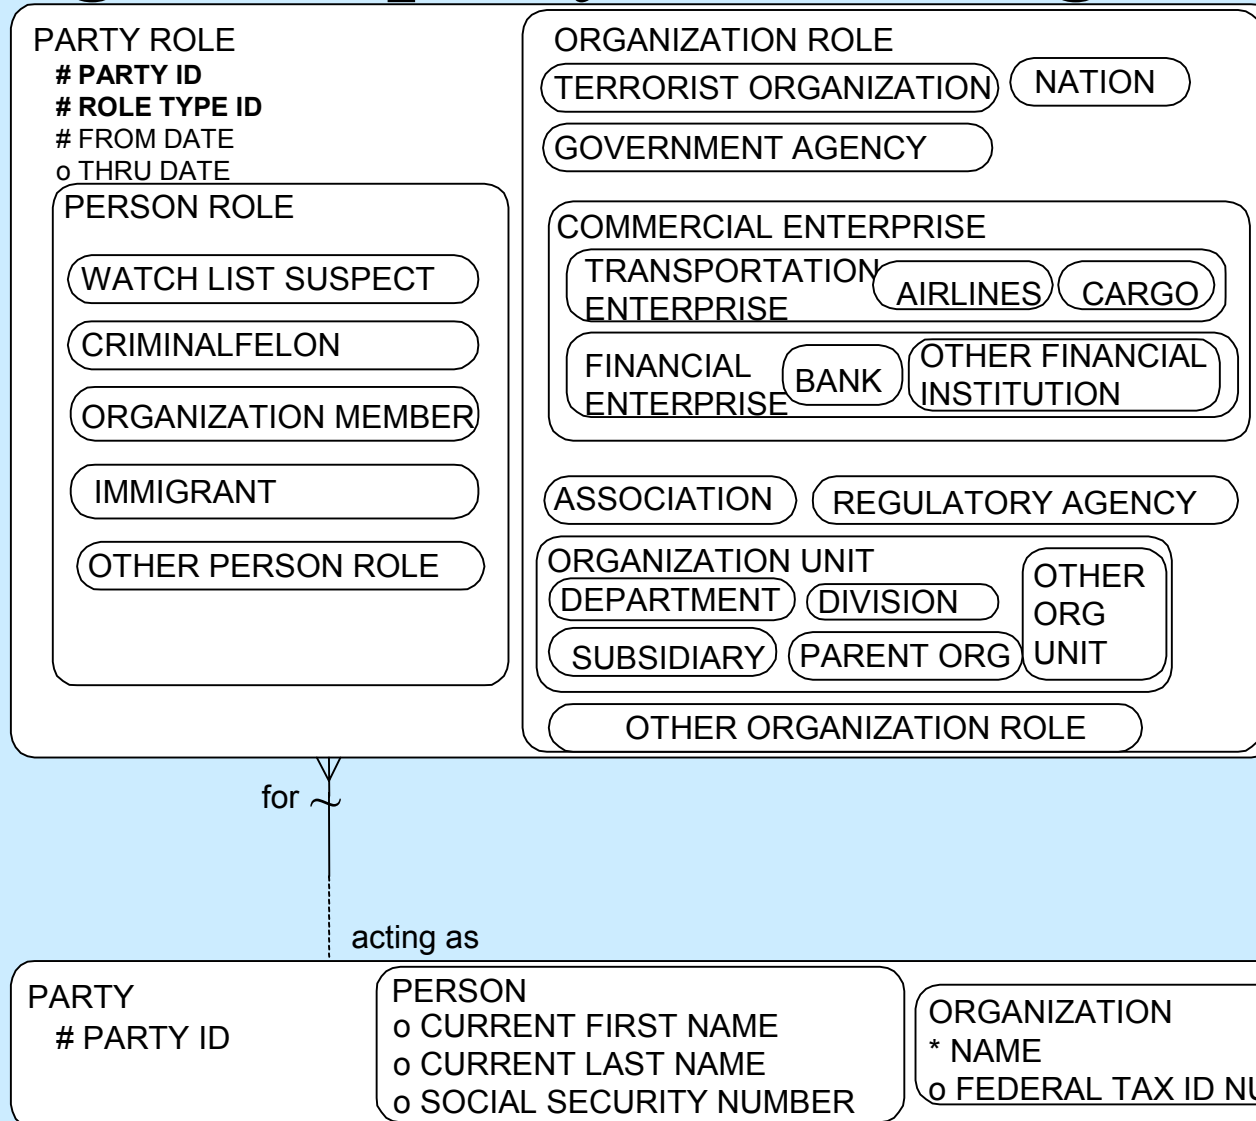 PARTY ROLE
# PARTY ID
# ROLE TYPE ID
# FROM DATE
o THRU DATE
PERSON ROLE
WATCH LIST SUSPECT
CRIMINALFELON
ORGANIZATION MEMBER
IMMIGRANT
OTHER PERSON ROLE
ORGANIZATION ROLE
TERRORIST ORGANIZATION
NATION
GOVERNMENT AGENCY
COMMERCIAL ENTERPRISE
TRANSPORTATION
ENTERPRISE
AIRLINES
CARGO
FINANCIAL
ENTERPRISE
BANK
OTHER FINANCIAL
INSTITUTION
ASSOCIATION
REGULATORY AGENCY
ORGANIZATION UNIT
DEPARTMENT
DIVISION
SUBSIDIARY
PARENT ORG
OTHER
ORG
UNIT
OTHER ORGANIZATION ROLE
for ~
acting as
PARTY
# PARTY ID
PERSON
o CURRENT FIRST NAME
o CURRENT LAST NAME
o SOCIAL SECURITY NUMBER
ORGANIZATION
* NAME
o FEDERAL TAX ID NU